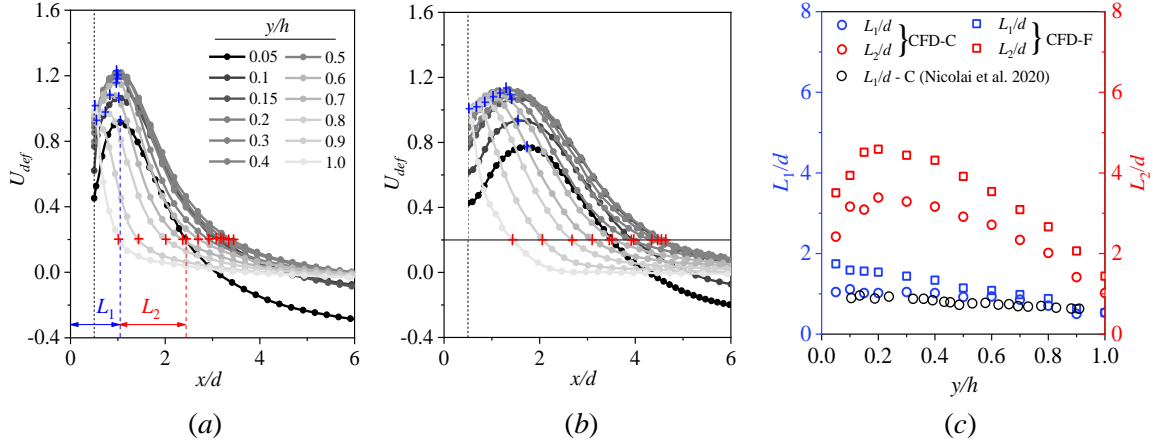 1.6
1.2
0.8
0.4
0.0
-0.4
U_def
y/h
0.05 0.5
0.1 0.6
0.15 0.7
0.2 0.8
0.3 0.9
0.4 1.0
L₁ L₂
0 2 4 6
x/d
(a)
1.6
1.2
0.8
0.4
0.0
-0.4
U_def
0 2 4 6
x/d
(b)
8
6
4
2
0
L₁/d
L₁/d L₁/d
L₂/d }CFD-C L₂/d }CFD-F
L₁/d - C (Nicolai et al. 2020)
8
6
4
2
0
L₂/d
0.0 0.2 0.4 0.6 0.8 1.0
y/h
(c)